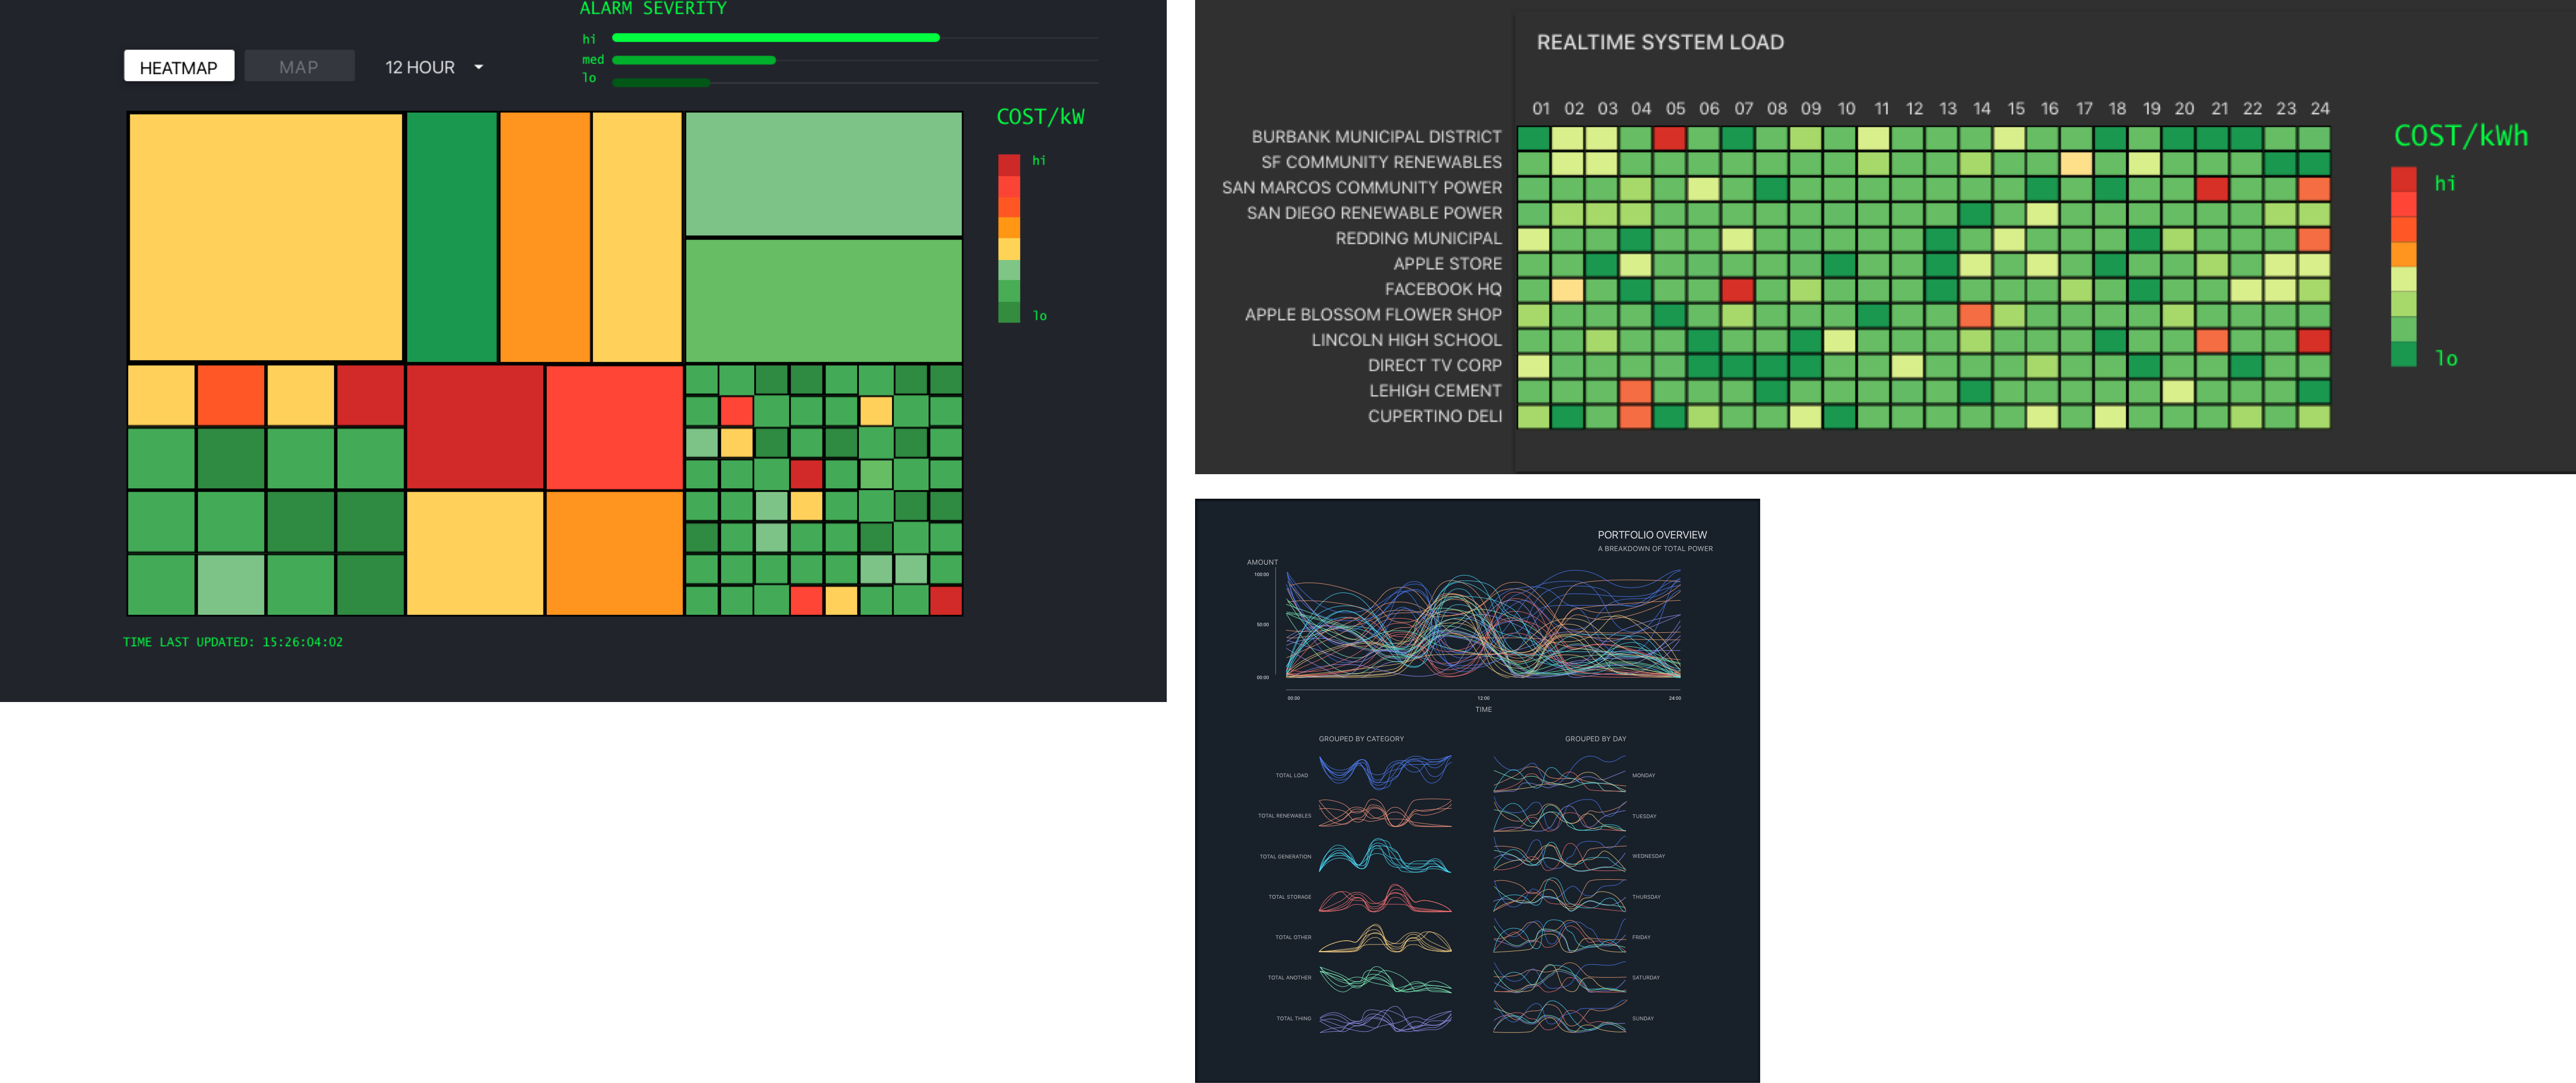 ALARM SEVERITY
hi
med
lo
HEATMAP
MAP
12 HOUR
COST/kW
hi
lo
TIME LAST UPDATED: 15:26:04:02
REALTIME SYSTEM LOAD
01 02 03 04 05 06 07 08 09 10 11 12 13 14 15 16 17 18 19 20 21 22 23 24
BURBANK MUNICIPAL DISTRICT
SF COMMUNITY RENEWABLES
SAN MARCOS COMMUNITY POWER
SAN DIEGO RENEWABLE POWER
REDDING MUNICIPAL
APPLE STORE
FACEBOOK HQ
APPLE BLOSSOM FLOWER SHOP
LINCOLN HIGH SCHOOL
DIRECT TV CORP
LEHIGH CEMENT
CUPERTINO DELI
COST/kWh
hi
lo
PORTFOLIO OVERVIEW
A BREAKDOWN OF TOTAL POWER
AMOUNT
100:00
50:00
00:00
00:00 12:00 24:00
TIME
GROUPED BY CATEGORY
TOTAL LOAD
TOTAL RENEWABLES
TOTAL GENERATION
TOTAL STORAGE
TOTAL OTHER
TOTAL ANOTHER
TOTAL THING
GROUPED BY DAY
MONDAY
TUESDAY
WEDNESDAY
THURSDAY
FRIDAY
SATURDAY
SUNDAY